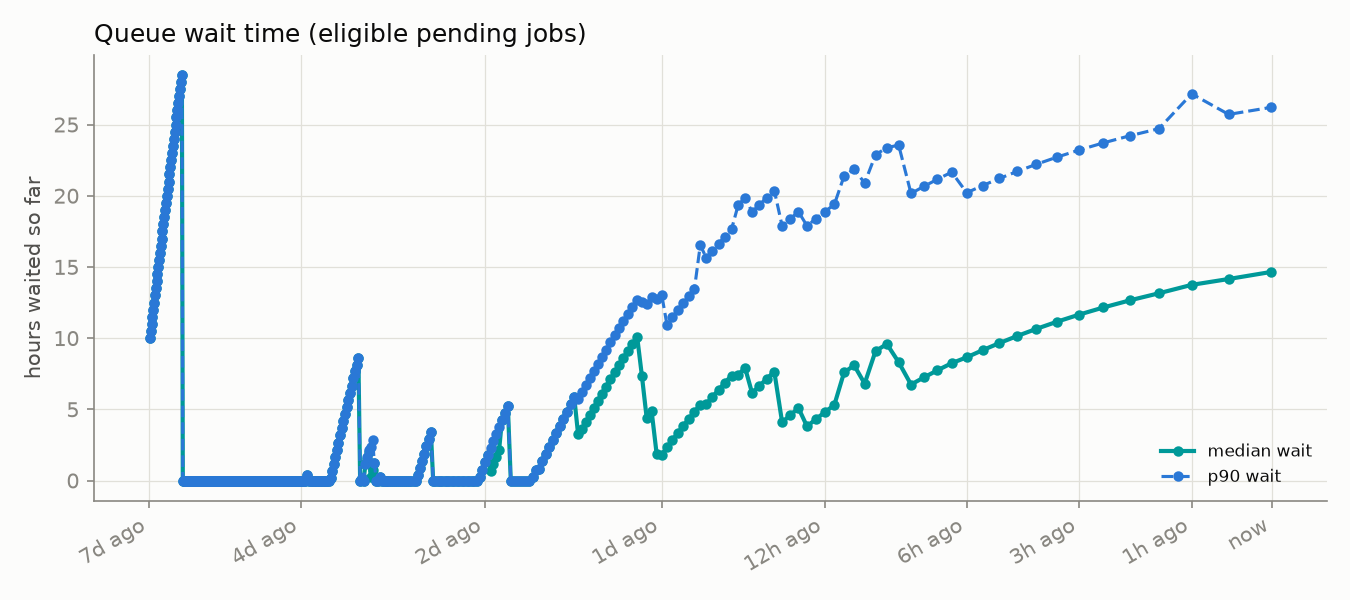 Queue wait time (eligible pending jobs)
hours waited so far
25
20
15
10
5
0
median wait
p90 wait
7d ago
4d ago
2d ago
1d ago
12h ago
6h ago
3h ago
1h ago
now